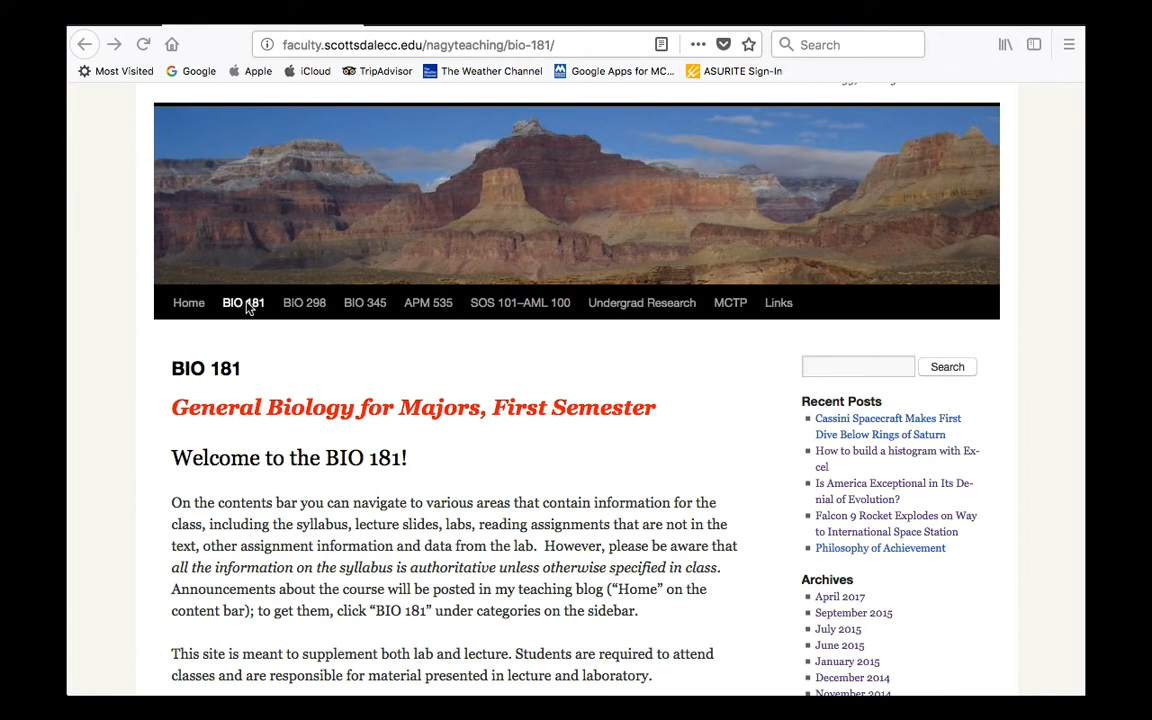 faculty.scottsdalecc.edu/nagyteaching/bio-181/
Search
Most Visited Google Apple iCloud TripAdvisor The Weather Channel Google Apps for MC... ASURITE Sign-In
Home BIO 181 BIO 298 BIO 345 APM 535 SOS 101–AML 100 Undergrad Research MCTP Links
BIO 181
General Biology for Majors, First Semester
Welcome to the BIO 181!
On the contents bar you can navigate to various areas that contain information for the
class, including the syllabus, lecture slides, labs, reading assignments that are not in the
text, other assignment information and data from the lab.  However, please be aware that
all the information on the syllabus is authoritative unless otherwise specified in class.
Announcements about the course will be posted in my teaching blog (“Home” on the
content bar); to get them, click “BIO 181” under categories on the sidebar.
This site is meant to supplement both lab and lecture. Students are required to attend
classes and are responsible for material presented in lecture and laboratory.
Search
Recent Posts
Cassini Spacecraft Makes First
Dive Below Rings of Saturn
How to build a histogram with Ex-
cel
Is America Exceptional in Its De-
nial of Evolution?
Falcon 9 Rocket Explodes on Way
to International Space Station
Philosophy of Achievement
Archives
April 2017
September 2015
July 2015
June 2015
January 2015
December 2014
November 2014